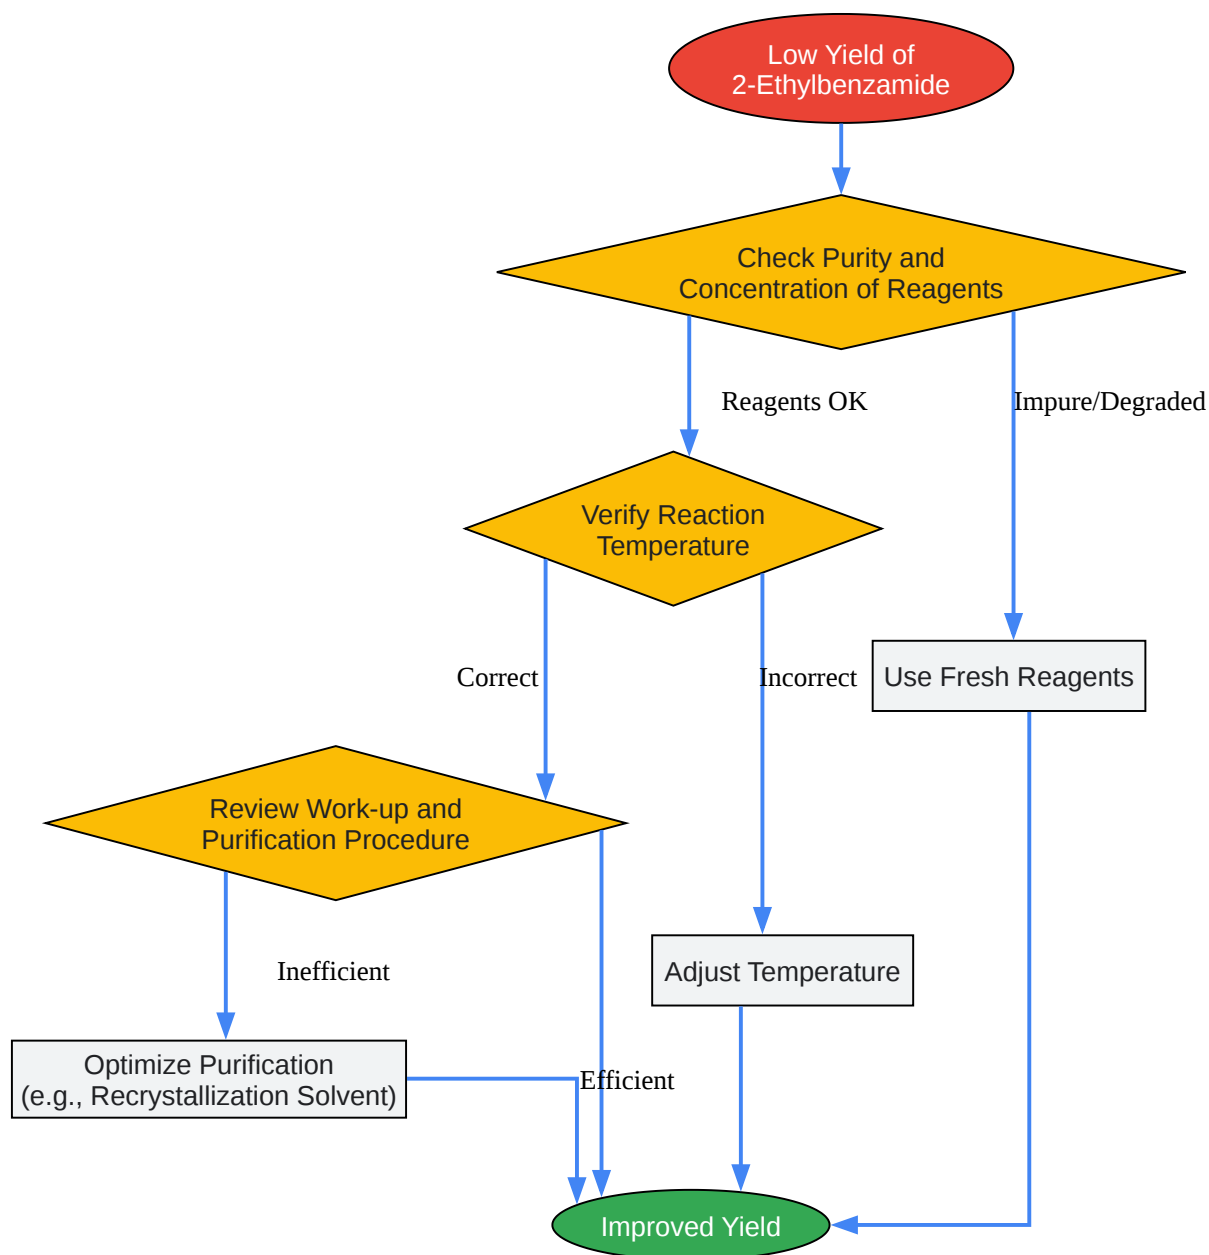 Low Yield of
2-Ethylbenzamide
Check Purity and
Concentration of Reagents
Reagents OK
Impure/Degraded
Verify Reaction
Temperature
Correct
Incorrect
Use Fresh Reagents
Review Work-up and
Purification Procedure
Inefficient
Adjust Temperature
Optimize Purification
(e.g., Recrystallization Solvent)
Efficient
Improved Yield